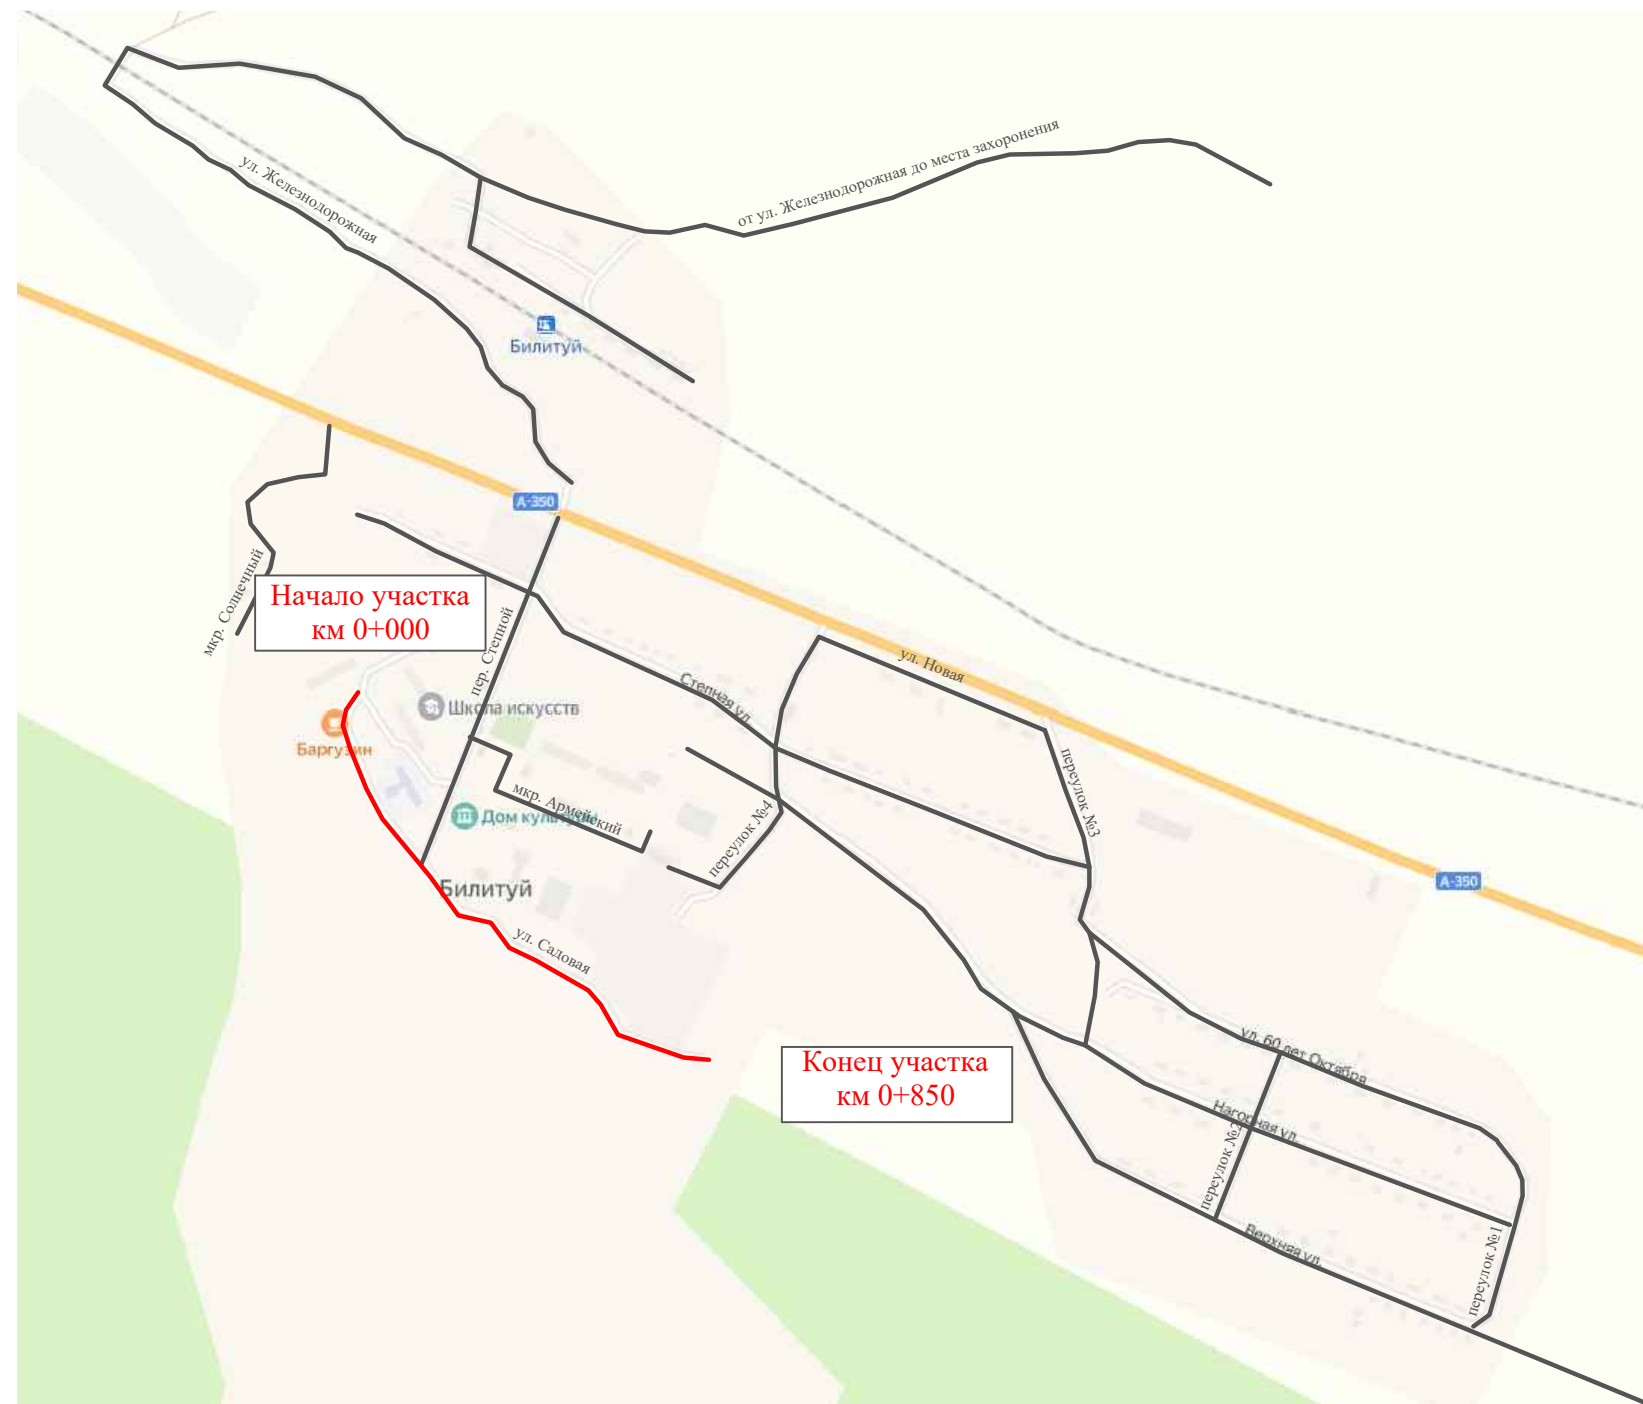 от ул. Железнодорожная до места захоронения
ул. Железнодорожная
Билитуй
А-350
мкр. Солнечный
Начало участка
км 0+000
пер. Степной
Степная ул.
ул. Новая
Школа искусств
Баргузин
переулок №3
мкр. Армейский
Дом культуры
переулок №4
А-350
Билитуй
ул. Садовая
Конец участка
км 0+850
ул. 60 лет Октября
Нагорная ул.
переулок №2
Верхняя ул.
переулок №1